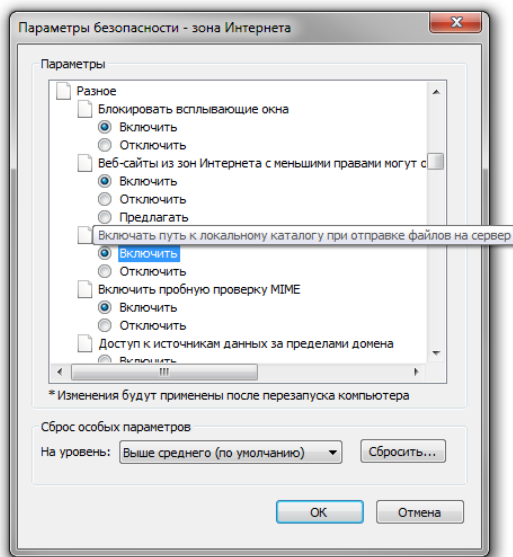 Параметры безопасности - зона Интернета
Параметры
Разное
Блокировать всплывающие окна
Включить
Отключить
Веб-сайты из зон Интернета с меньшими правами могут о
Включить
Отключить
Предлагать
Включать путь к локальному каталогу при отправке файлов на сервер
Включить
Отключить
Включить пробную проверку MIME
Включить
Отключить
Доступ к источникам данных за пределами домена
Включить
* Изменения будут применены после перезапуска компьютера
Сброс особых параметров
На уровень: Выше среднего (по умолчанию) Сбросить...
OK Отмена